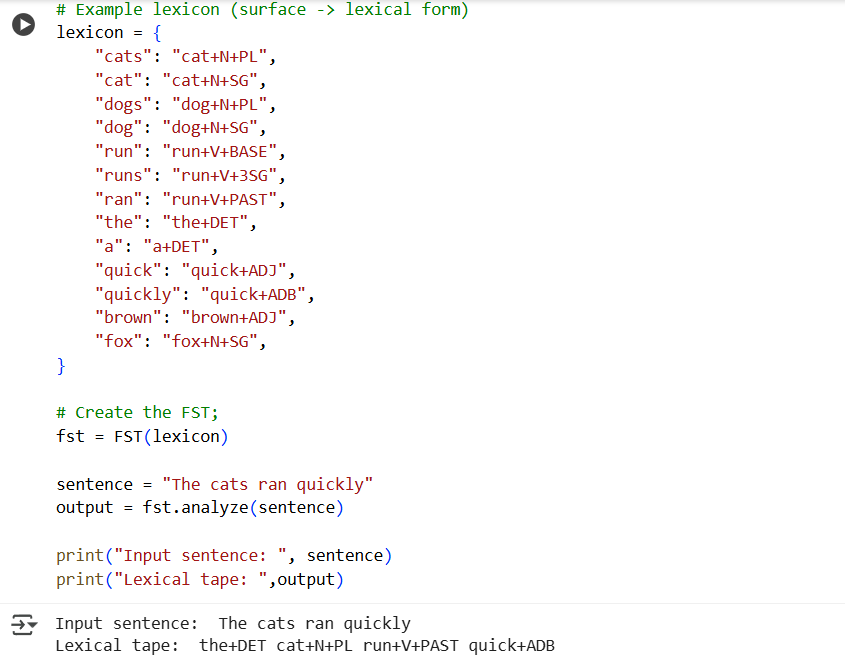 # Example lexicon (surface -> lexical form)
lexicon = {
    "cats": "cat+N+PL",
    "cat": "cat+N+SG",
    "dogs": "dog+N+PL",
    "dog": "dog+N+SG",
    "run": "run+V+BASE",
    "runs": "run+V+3SG",
    "ran": "run+V+PAST",
    "the": "the+DET",
    "a": "a+DET",
    "quick": "quick+ADJ",
    "quickly": "quick+ADB",
    "brown": "brown+ADJ",
    "fox": "fox+N+SG",
}

# Create the FST;
fst = FST(lexicon)

sentence = "The cats ran quickly"
output = fst.analyze(sentence)

print("Input sentence: ", sentence)
print("Lexical tape: ",output)

Input sentence:  The cats ran quickly
Lexical tape:  the+DET cat+N+PL run+V+PAST quick+ADB